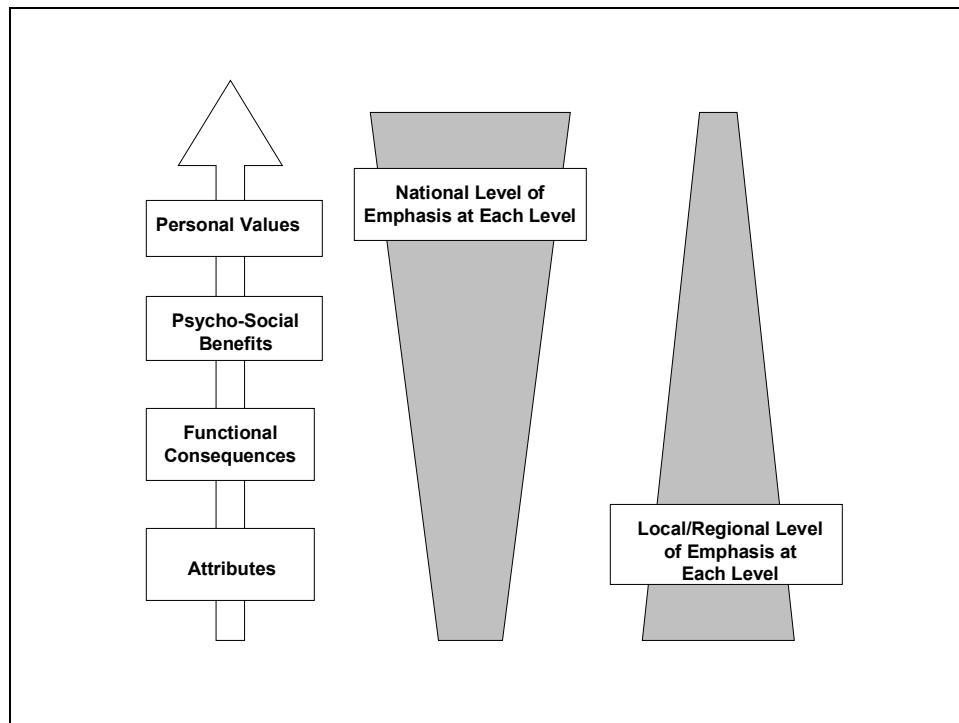 Personal Values
Psycho-Social
Benefits
Functional
Consequences
Attributes
National Level of
Emphasis at Each Level
Local/Regional Level
of Emphasis at
Each Level